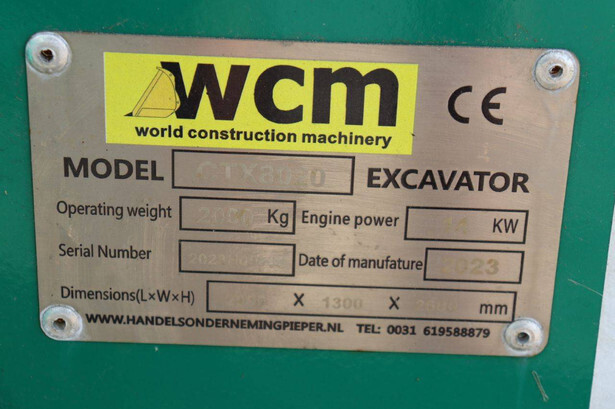 wcm
CE
world construction machinery
MODEL EXCAVATOR
Operating weight Kg Engine power KW
Serial Number Date of manufature
Dimensions(L×W×H) X 1300 X mm
WWW.HANDELSONDERNEMINGPIEPER.NL TEL: 0031 619588879